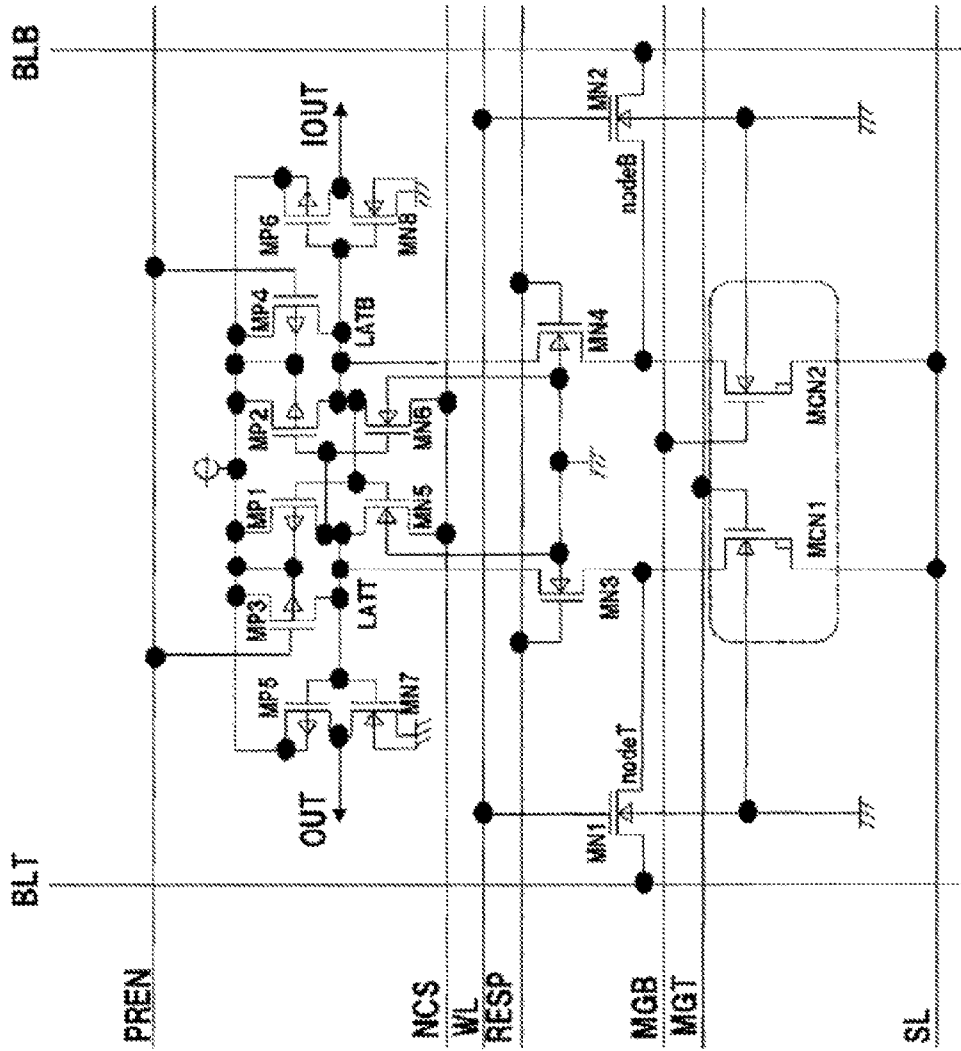 BLT
BLB
PREN
OUT
IOUT
MP5
MP3
MP1
MP2
MP4
MP6
MN7
LATT
MN5
MN6
LATB
MN8
NCS
WL
RESP
MN1
nodeT
MN3
MN4
nodeB
MN2
MGB
MGT
MCN1
MCN2
SL